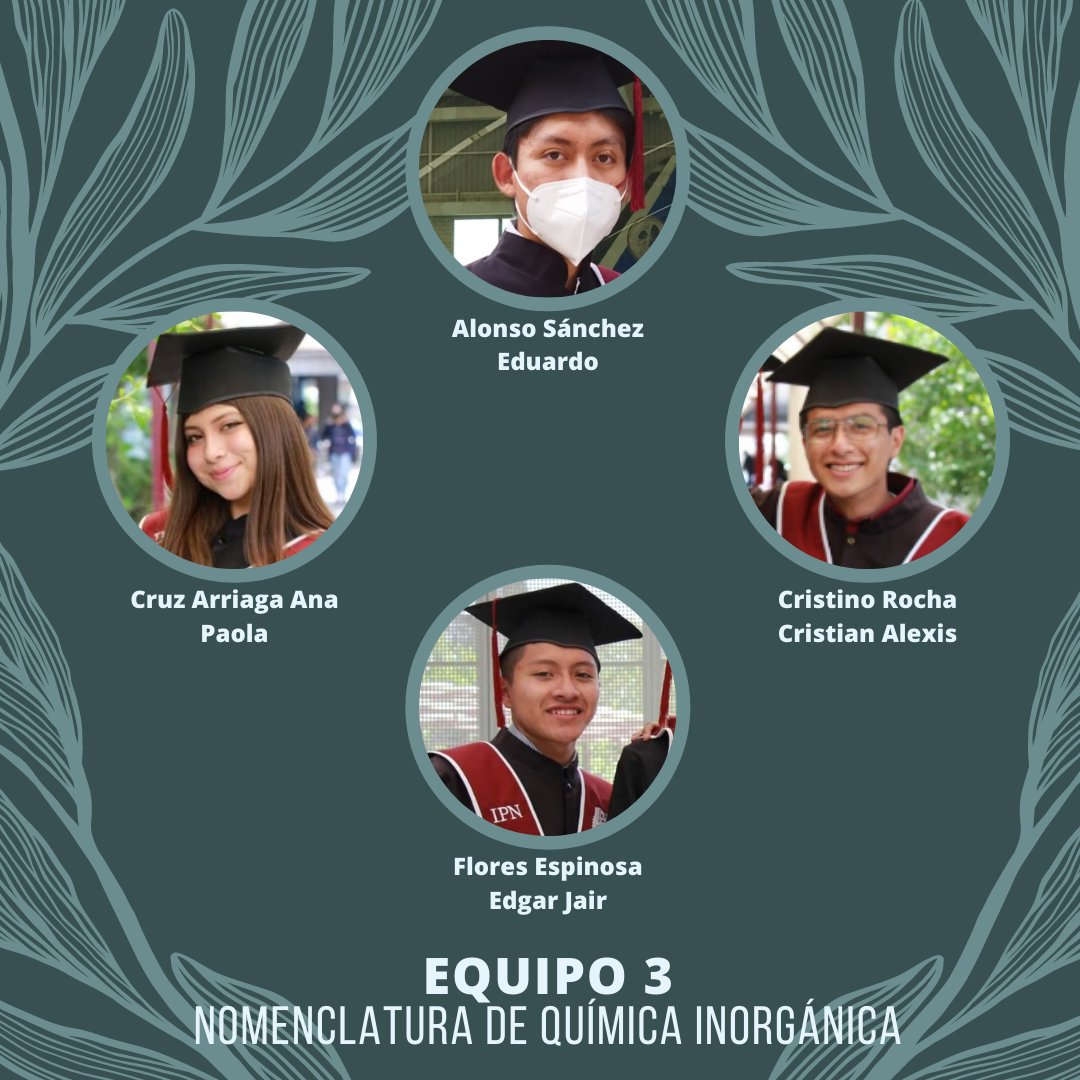 Alonso Sánchez
Eduardo
Cruz Arriaga Ana
Paola
Cristino Rocha
Cristian Alexis
IPN
Flores Espinosa
Edgar Jair
EQUIPO 3
NOMENCLATURA DE QUÍMICA INORGÁNICA